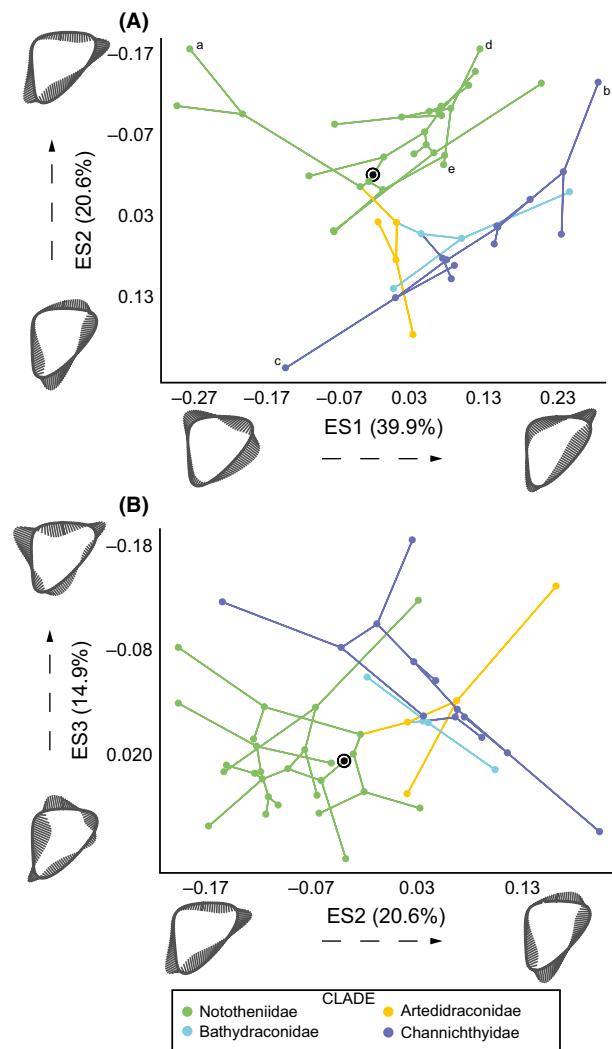 (A)
a
d
b
e
c
−0.17
−0.07
0.03
0.13
ES2 (20.6%)
−0.27 −0.17 −0.07 0.03 0.13 0.23
ES1 (39.9%)
(B)
−0.18
−0.08
0.020
ES3 (14.9%)
−0.17 −0.07 0.03 0.13
ES2 (20.6%)
CLADE
Nototheniidae Artedidraconidae
Bathydraconidae Channichthyidae